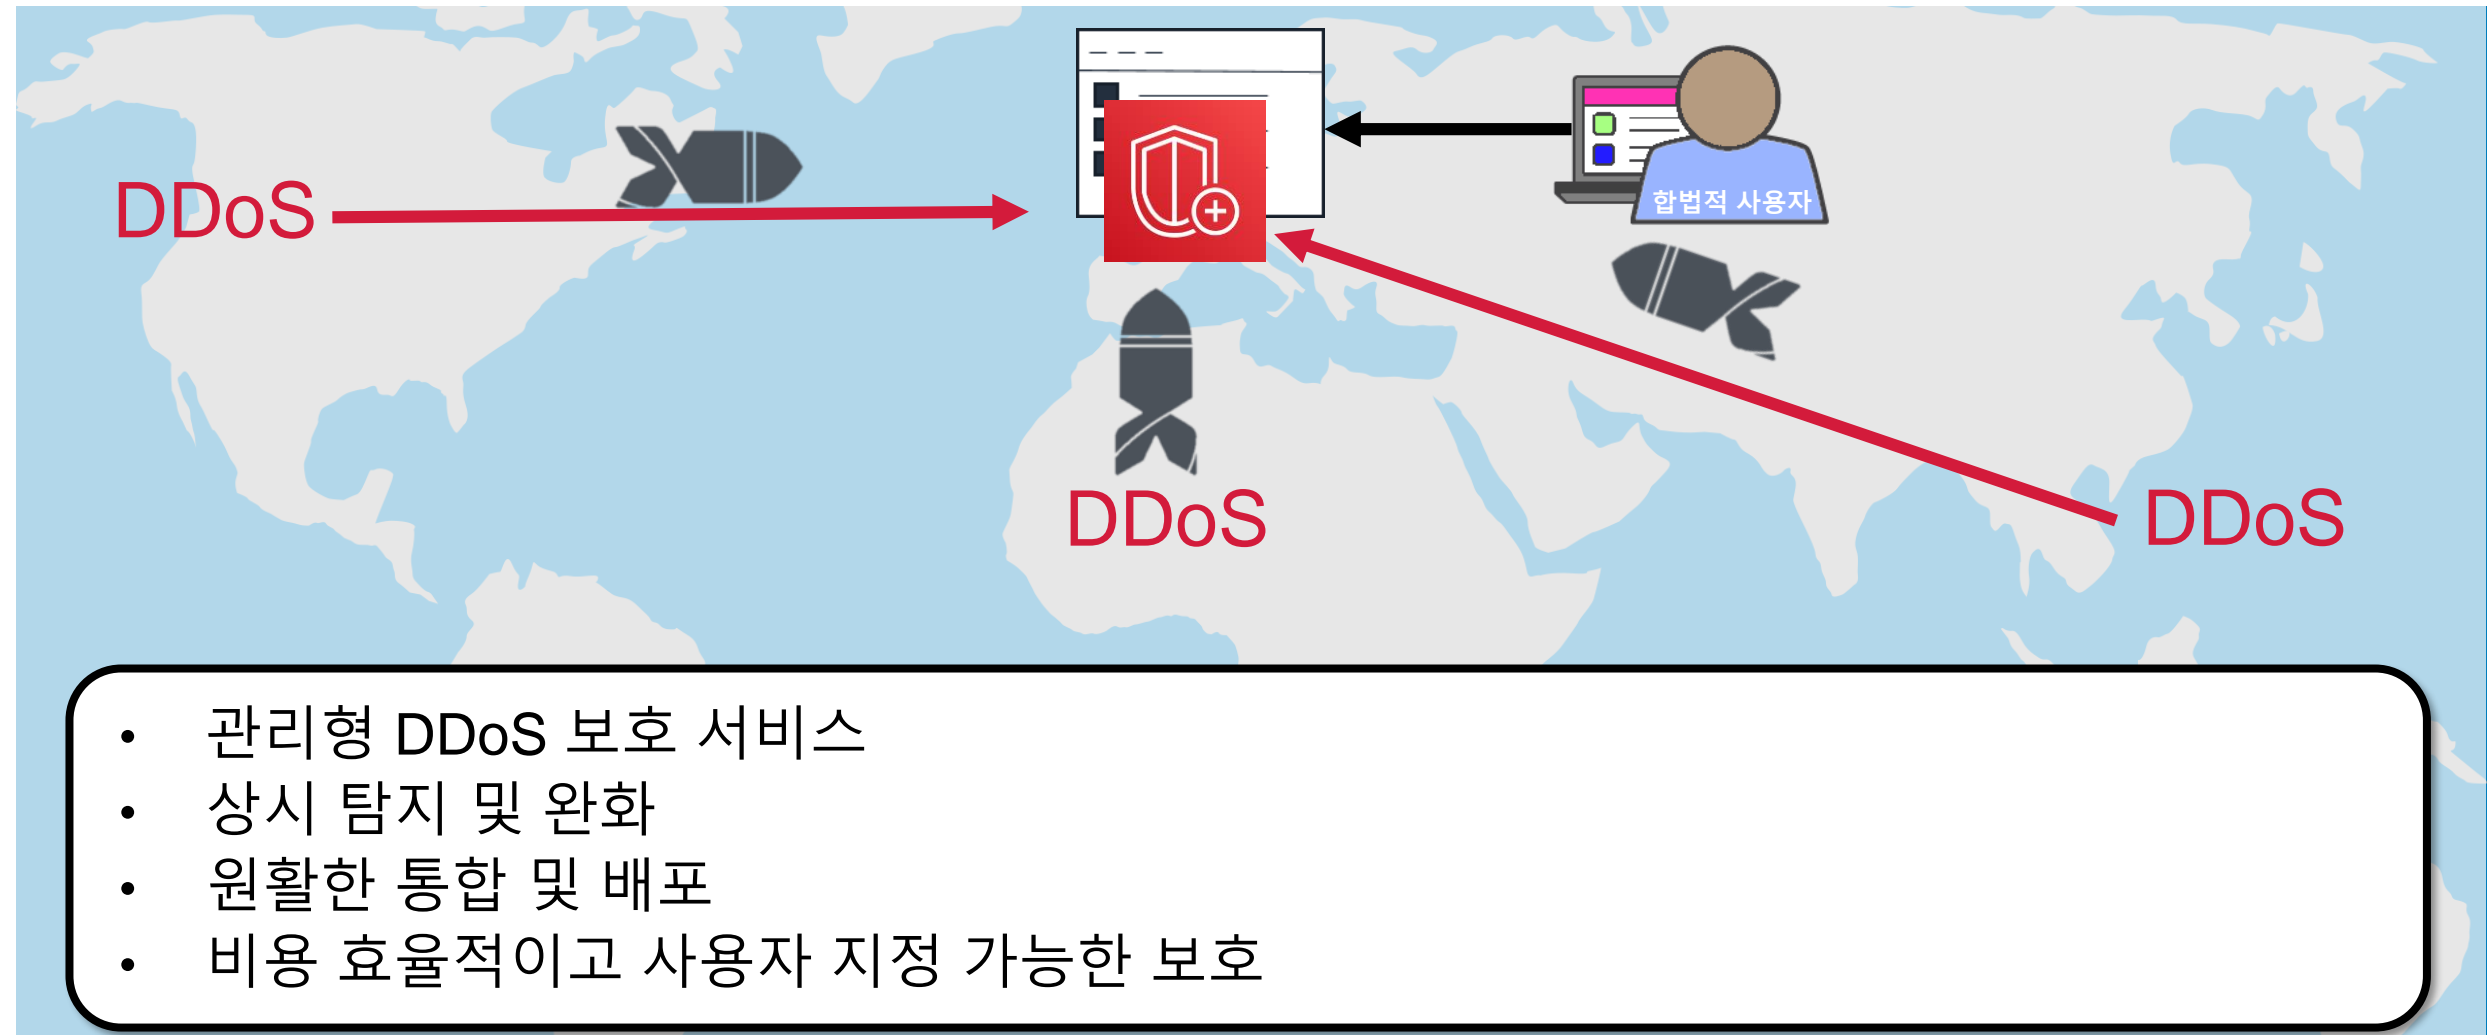 DDoS
합법적 사용자
DDoS
DDoS
• 관리형 DDoS 보호 서비스
• 상시 탐지 및 완화
• 원활한 통합 및 배포
• 비용 효율적이고 사용자 지정 가능한 보호